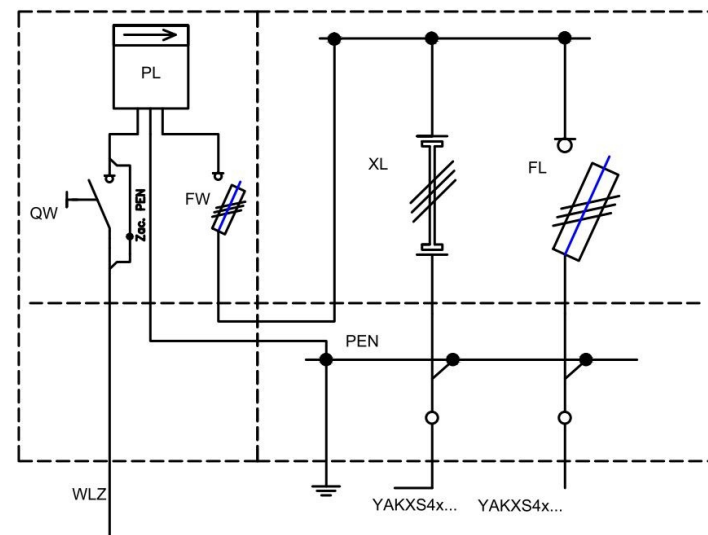 PL
XL
FL
FW
QW
Zac. PEN
PEN
WLZ
YAKXS4x...
YAKXS4x...